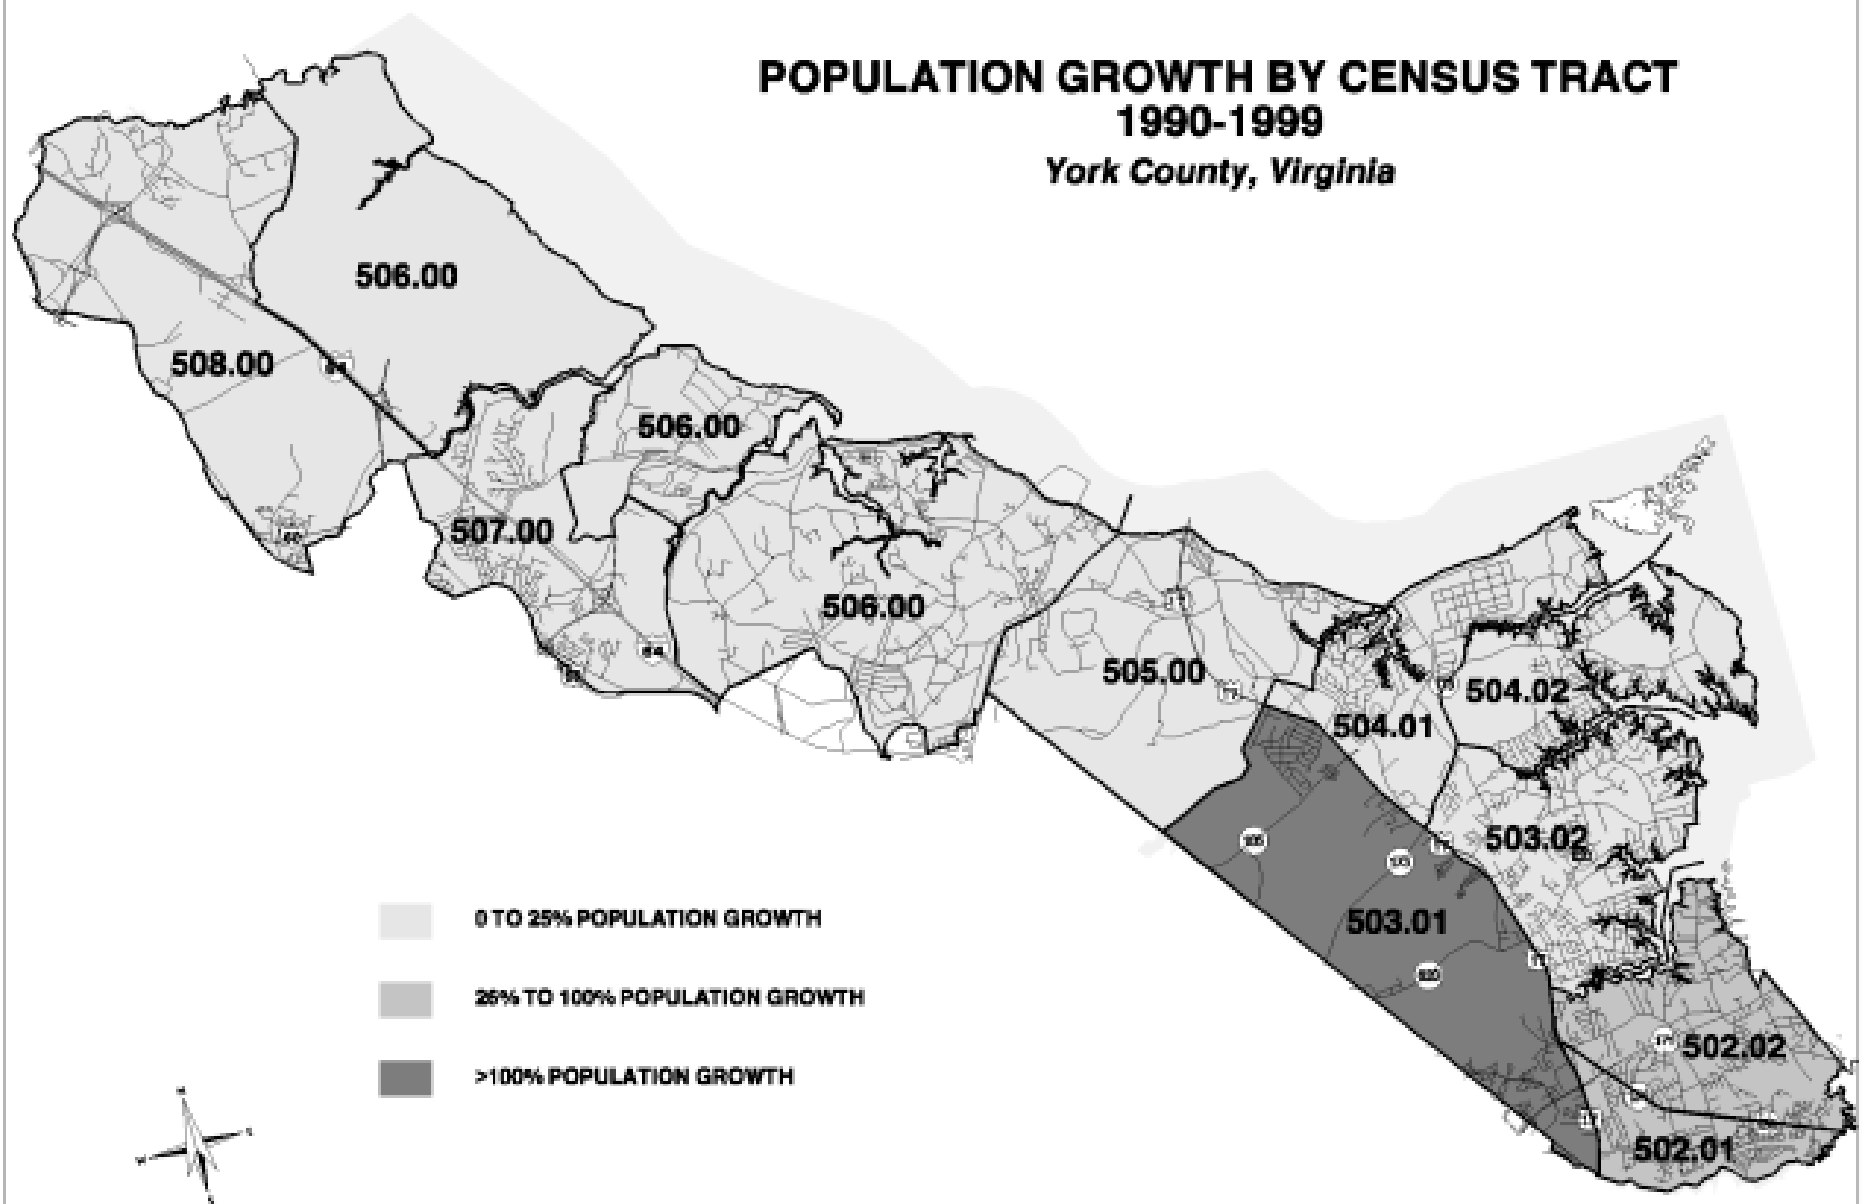 POPULATION GROWTH BY CENSUS TRACT
1990-1999
York County, Virginia
506.00
508.00
506.00
507.00
64
506.00
505.00
504.02
504.01
503.02
503.01
0 TO 25% POPULATION GROWTH
25% TO 100% POPULATION GROWTH
502.02
>100% POPULATION GROWTH
502.01